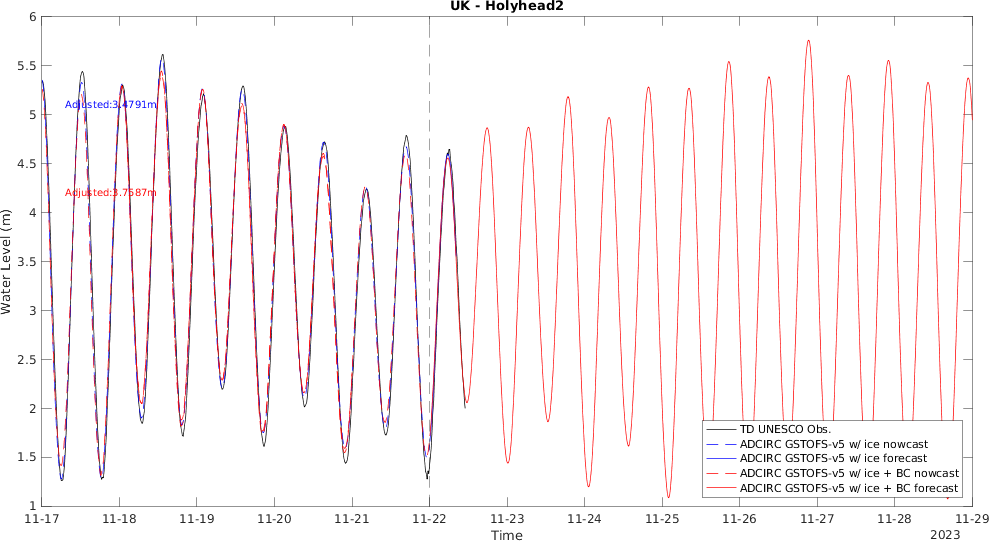 UK - Holyhead2
6
5.5
5
4.5
4
3.5
3
2.5
2
1.5
1
Water Level (m)
Adjusted:3.4791m
Adjusted:3.7587m
TD UNESCO Obs.
ADCIRC GSTOFS-v5 w/ ice nowcast
ADCIRC GSTOFS-v5 w/ ice forecast
ADCIRC GSTOFS-v5 w/ ice + BC nowcast
ADCIRC GSTOFS-v5 w/ ice + BC forecast
11-17 11-18 11-19 11-20 11-21 11-22 11-23 11-24 11-25 11-26 11-27 11-28 11-29
Time
2023